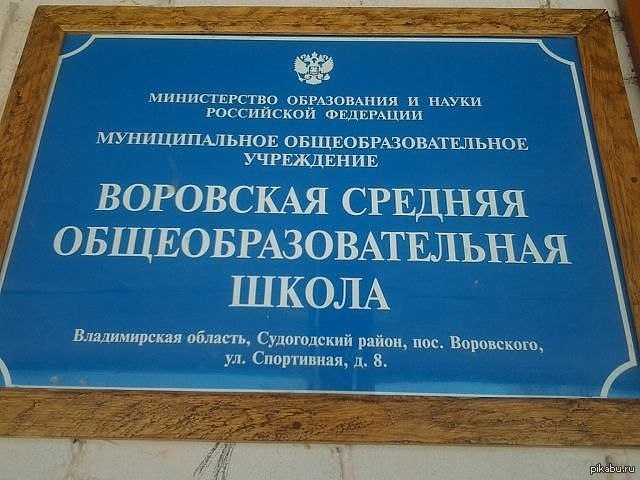 МИНИСТЕРСТВО ОБРАЗОВАНИЯ И НАУКИ
РОССИЙСКОЙ ФЕДЕРАЦИИ
МУНИЦИПАЛЬНОЕ ОБЩЕОБРАЗОВАТЕЛЬНОЕ
УЧРЕЖДЕНИЕ
ВОРОВСКАЯ СРЕДНЯЯ
ОБЩЕОБРАЗОВАТЕЛЬНАЯ
ШКОЛА
Владимирская область, Судогодский район, пос. Воровского,
ул. Спортивная, д. 8.
pikabu.ru